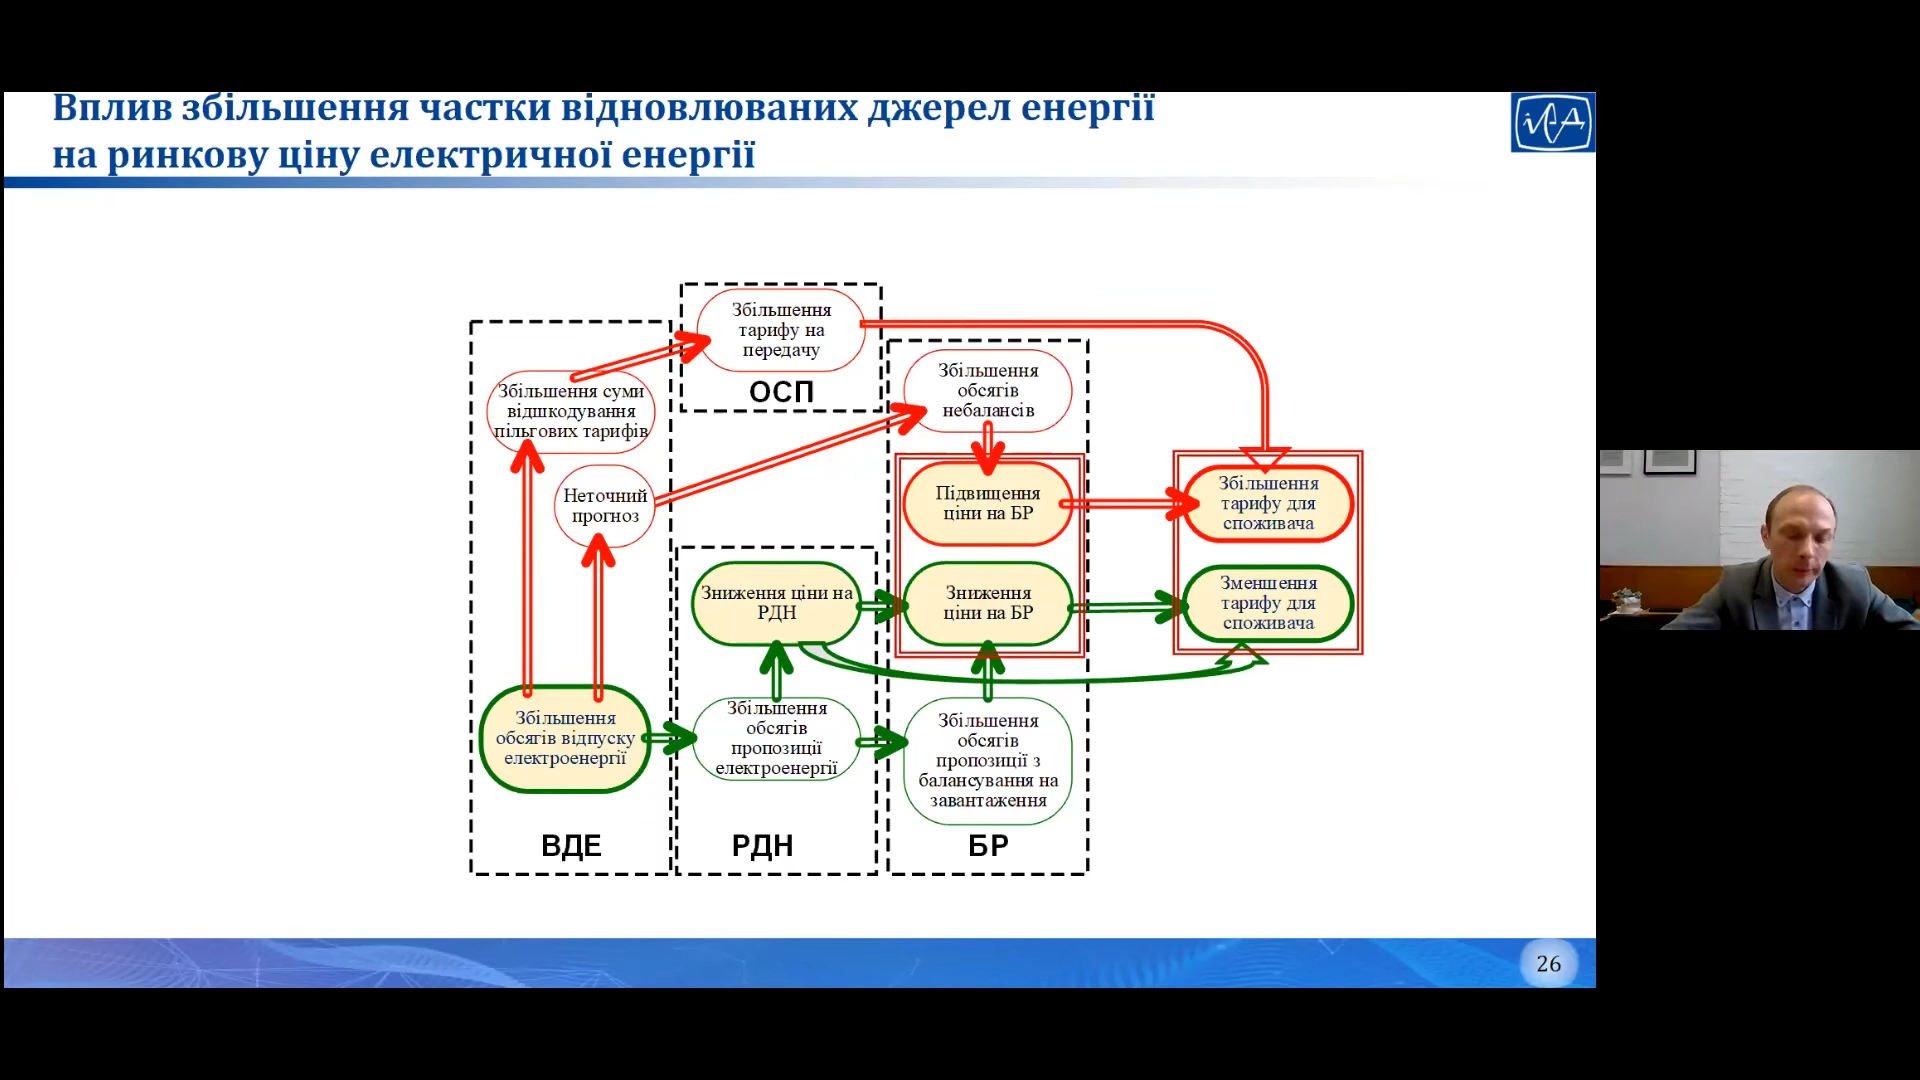 Вплив збільшення частки відновлюваних джерел енергії
на ринкову ціну електричної енергії
Збільшення
тарифу на
передачу
ОСП
Збільшення суми
відшкодування
пільгових тарифів
Неточний
прогноз
Збільшення
обсягів відпуску
електроенергії
ВДЕ
Зниження ціни на
РДН
Збільшення
обсягів
пропозиції
електроенергії
РДН
Збільшення
обсягів
небалансів
Підвищення
ціни на БР
Зниження
ціни на БР
Збільшення
обсягів
пропозиції з
балансування на
завантаження
БР
Збільшення
тарифу для
споживача
Зменшення
тарифу для
споживача
26